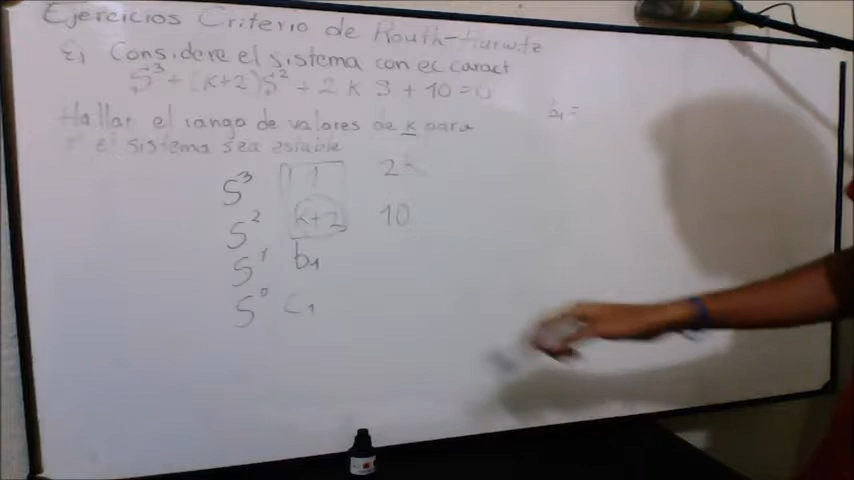 Ejercicios Criterio de Routh-Hurwitz
E1 Considere el sistema con ec caract
S³ + (K+2)S² + 2 K S + 10 = 0
Hallar el rango de valores de k para
el sistema sea estable
b1 =
S³ 1 2k
S² k+2 10
S¹ b1
S⁰ C1